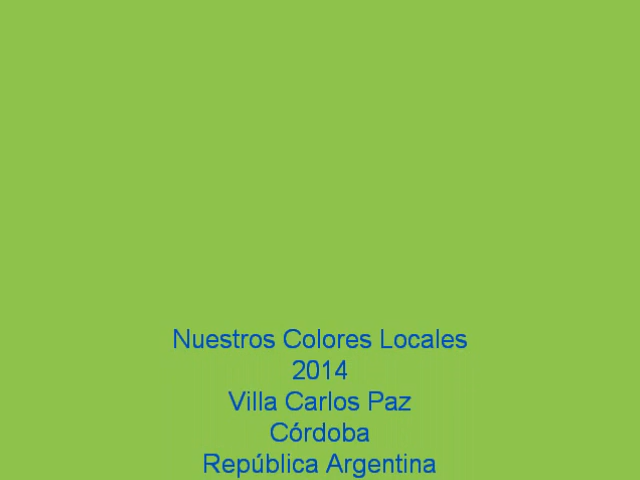 Nuestros Colores Locales
2014
Villa Carlos Paz
Córdoba
República Argentina